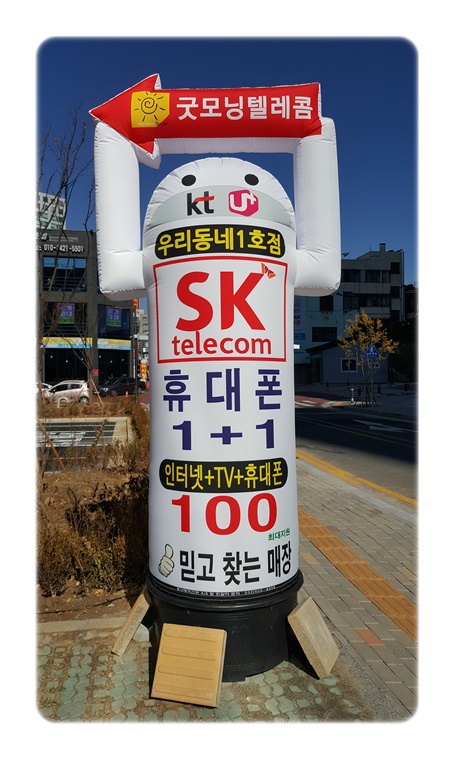 굿모닝텔레콤
kt U+
우리동네1호점
SK
telecom
휴대폰
1+1
인터넷+TV+휴대폰
100
최대지원
믿고 찾는 매장